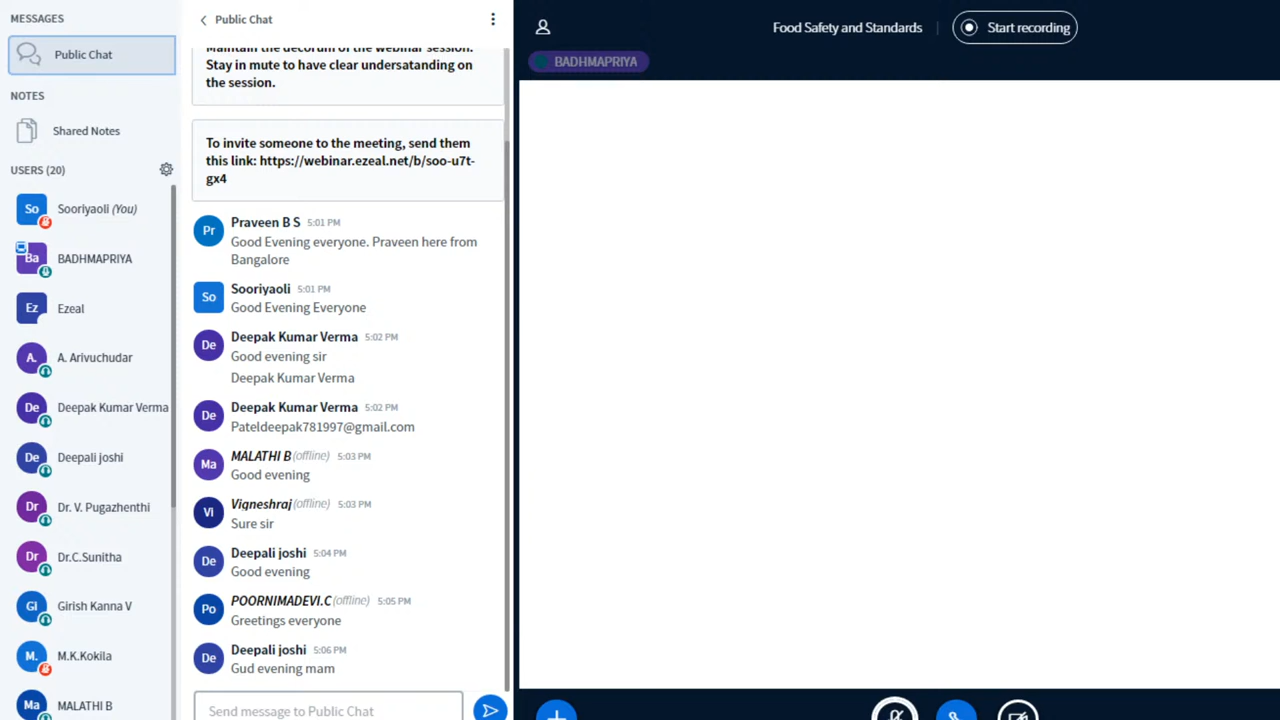 MESSAGES
Public Chat
NOTES
Shared Notes
USERS (20)
So
Sooriyaoli (You)
Ba
BADHMAPRIYA
Ez
Ezeal
A.
A. Arivuchudar
De
Deepak Kumar Verma
De
Deepali joshi
Dr
Dr. V. Pugazhenthi
Dr
Dr.C.Sunitha
Gi
Girish Kanna V
M.
M.K.Kokila
Ma
MALATHI B
Public Chat
Maintain the decorum of the webinar session.
Stay in mute to have clear undersatanding on
the session.
To invite someone to the meeting, send them
this link: https://webinar.ezeal.net/b/soo-u7t-
gx4
Pr
Praveen B S 5:01 PM
Good Evening everyone. Praveen here from
Bangalore
So
Sooriyaoli 5:01 PM
Good Evening Everyone
De
Deepak Kumar Verma 5:02 PM
Good evening sir
Deepak Kumar Verma
De
Deepak Kumar Verma 5:02 PM
Pateldeepak781997@gmail.com
Ma
MALATHI B (offline) 5:03 PM
Good evening
Vi
Vigneshraj (offline) 5:03 PM
Sure sir
De
Deepali joshi 5:04 PM
Good evening
Po
POORNIMADEVI.C (offline) 5:05 PM
Greetings everyone
De
Deepali joshi 5:06 PM
Gud evening mam
Send message to Public Chat
Food Safety and Standards
Start recording
BADHMAPRIYA